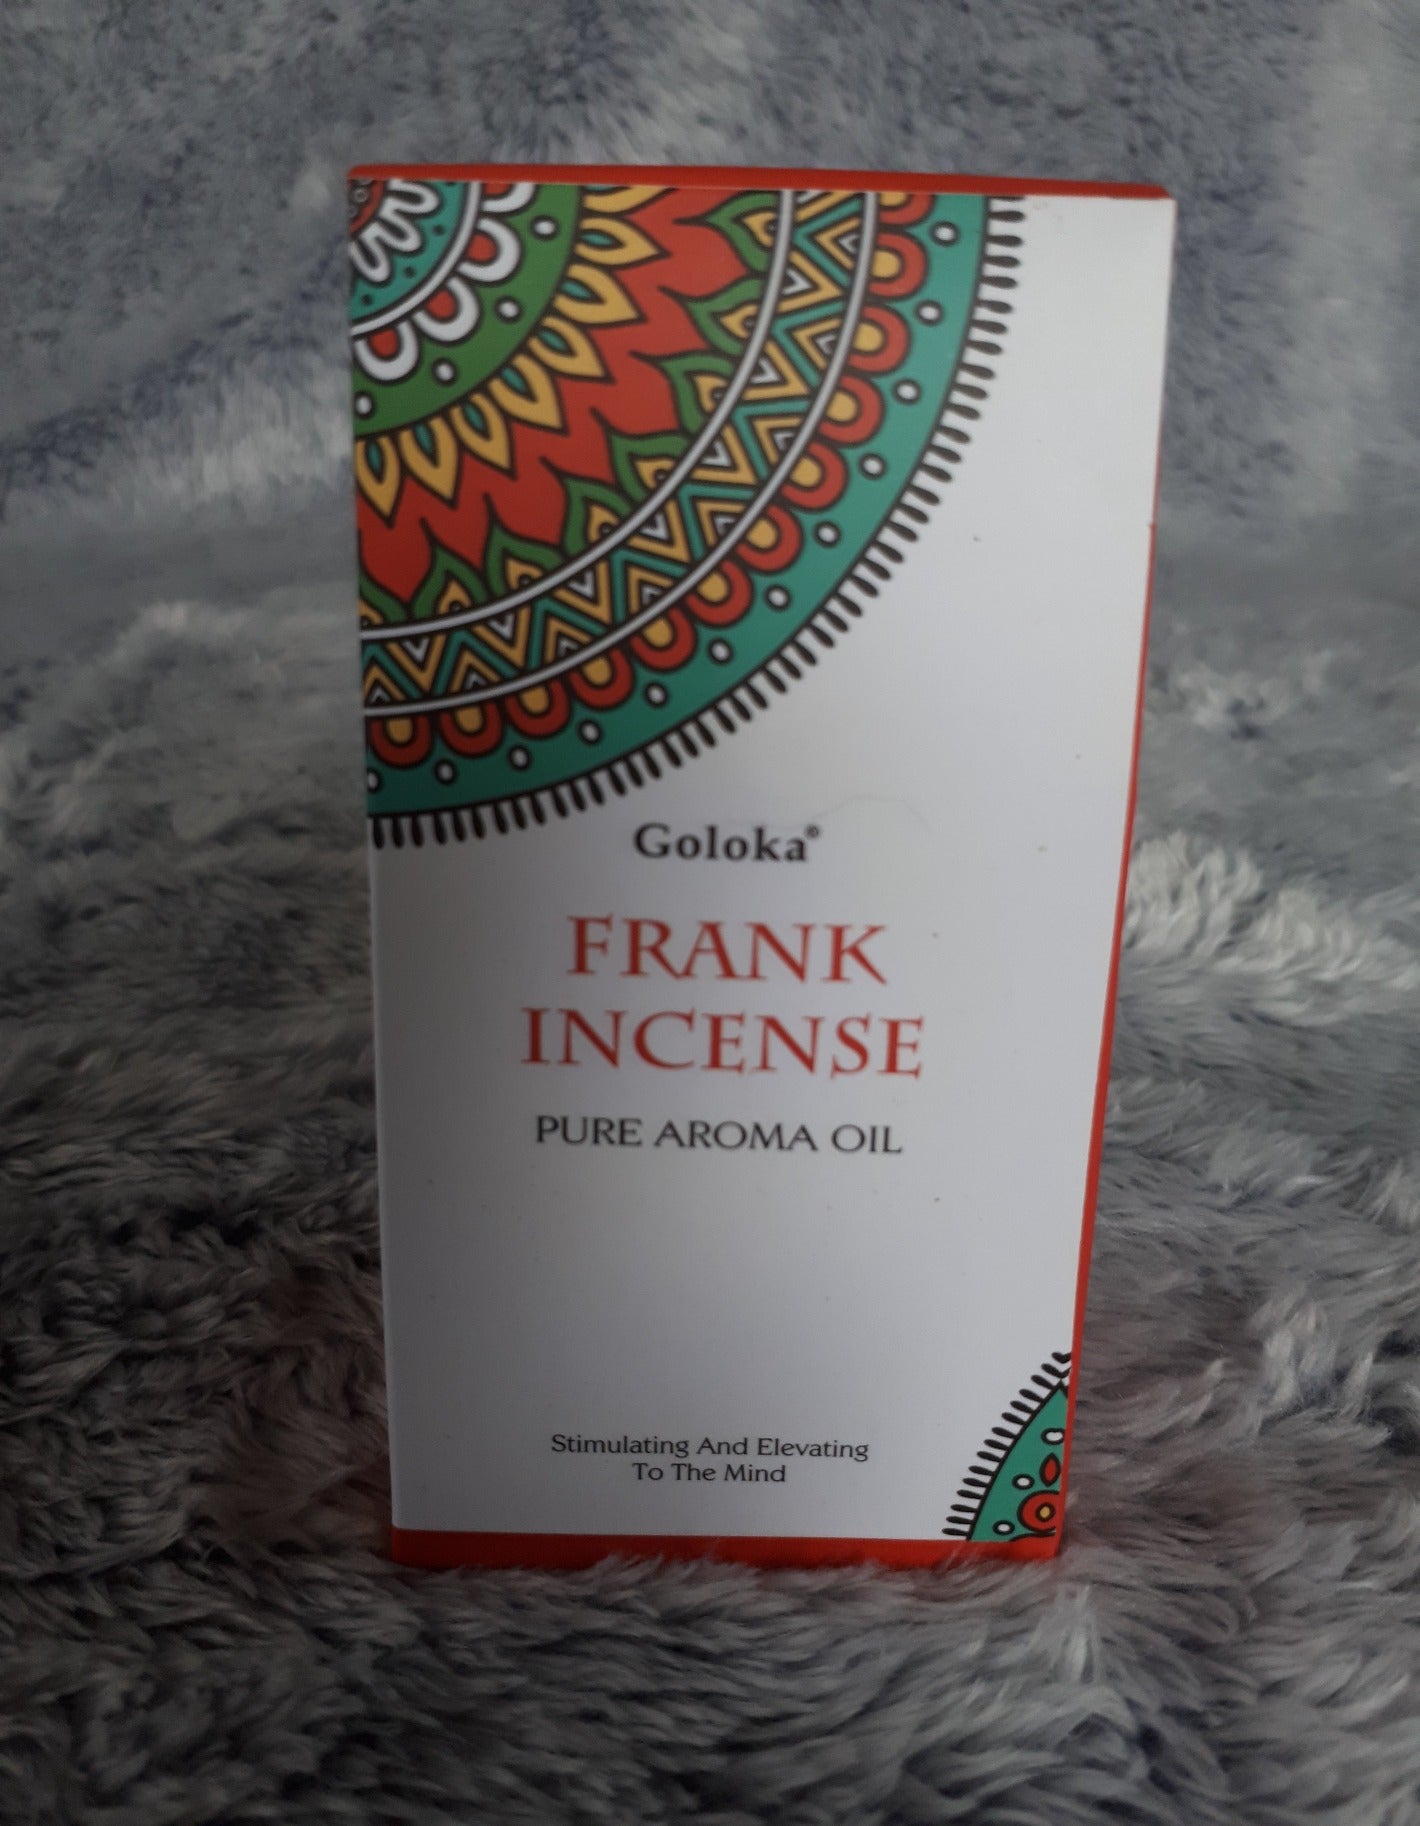 Goloka®
FRANK
INCENSE
PURE AROMA OIL
Stimulating And Elevating
To The Mind